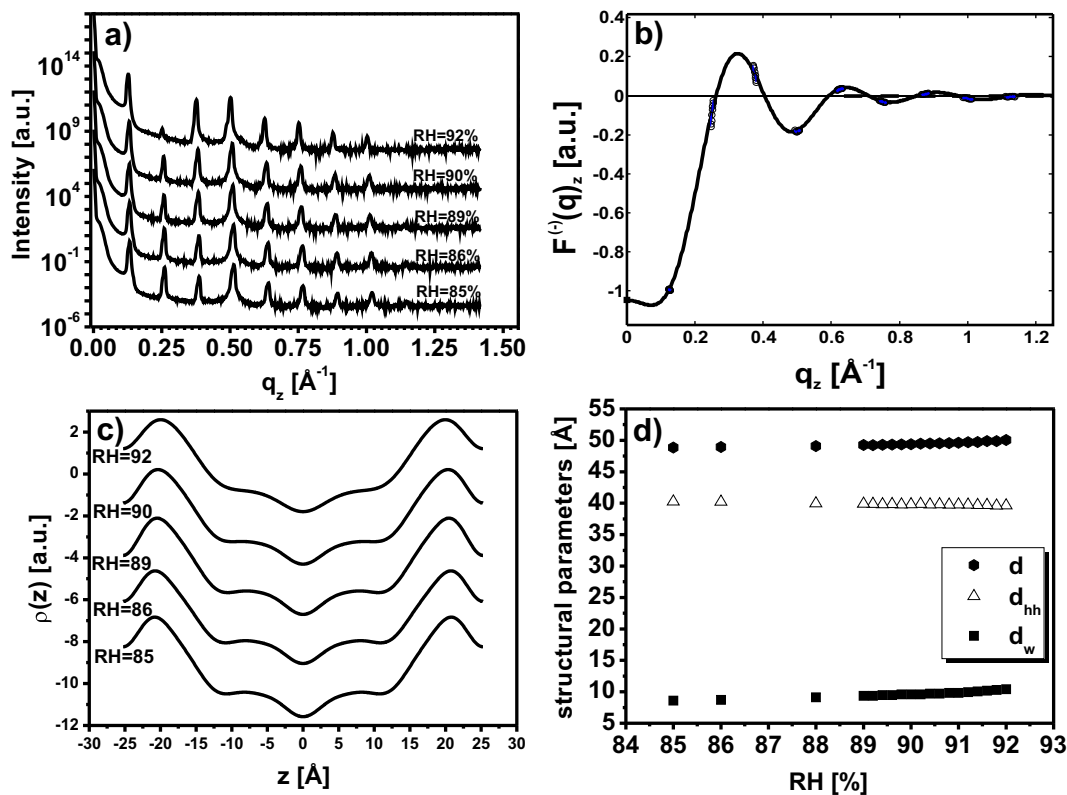 a)
Intensity [a.u.]
10^14
10^9
10^4
10^-1
10^-6
RH=92%
RH=90%
RH=89%
RH=86%
RH=85%
0.00 0.25 0.50 0.75 1.00 1.25 1.50
q_z [Å^-1]
b)
F^(-)(q)_z [a.u.]
0
-0.2
-0.4
-0.6
-0.8
-1
0 0.2 0.4 0.6 0.8 1 1.2
q_z [Å^-1]
c)
ρ(z) [a.u.]
2
0
-2
-4
-6
-8
-10
-12
RH=92
RH=90
RH=89
RH=86
RH=85
-30 -25 -20 -15 -10 -5 0 5 10 15 20 25 30
z [Å]
d)
structural parameters [Å]
55
50
45
40
35
30
25
20
15
10
5
d
d_hh
d_w
84 85 86 87 88 89 90 91 92 93
RH [%]